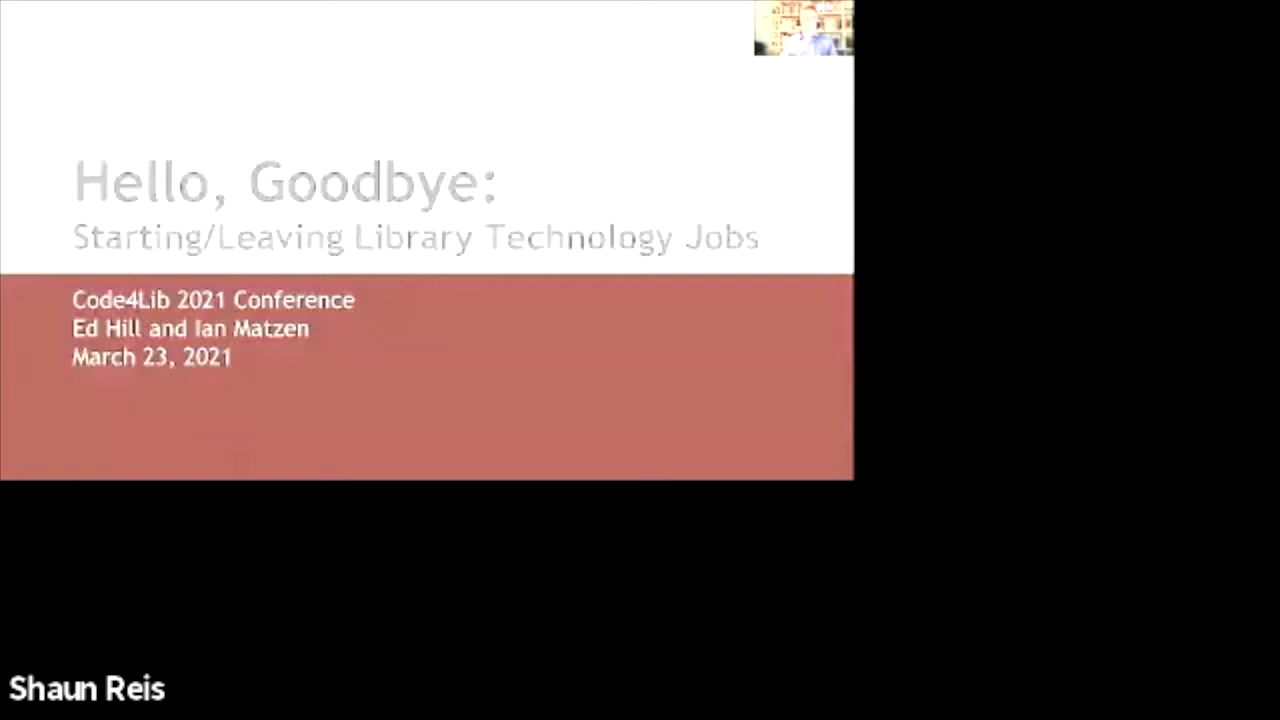 Hello, Goodbye:
Starting/Leaving Library Technology Jobs
Code4Lib 2021 Conference
Ed Hill and Ian Matzen
March 23, 2021
Shaun Reis